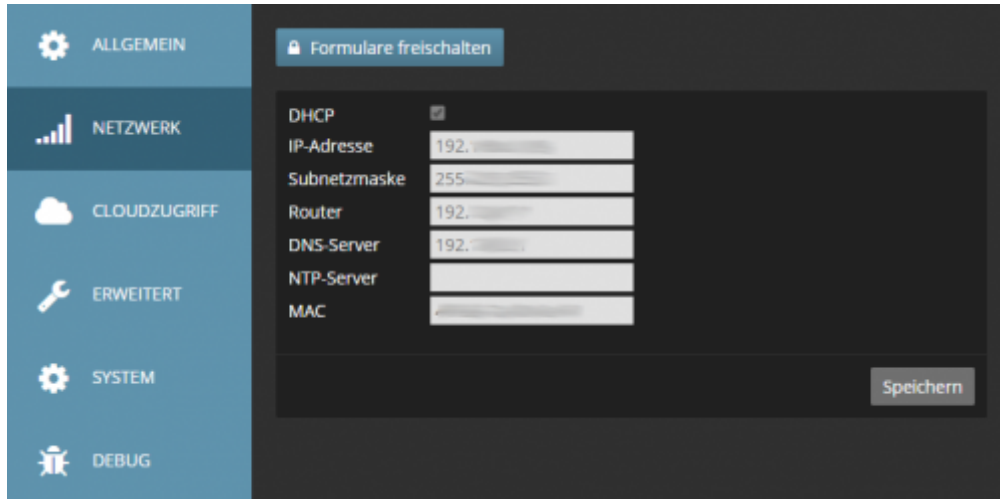 ALLGEMEIN
NETZWERK
CLOUDZUGRIFF
ERWEITERT
SYSTEM
DEBUG
Formulare freischalten
DHCP
IP-Adresse 192.
Subnetzmaske 255
Router 192.
DNS-Server 192.
NTP-Server
MAC
Speichern